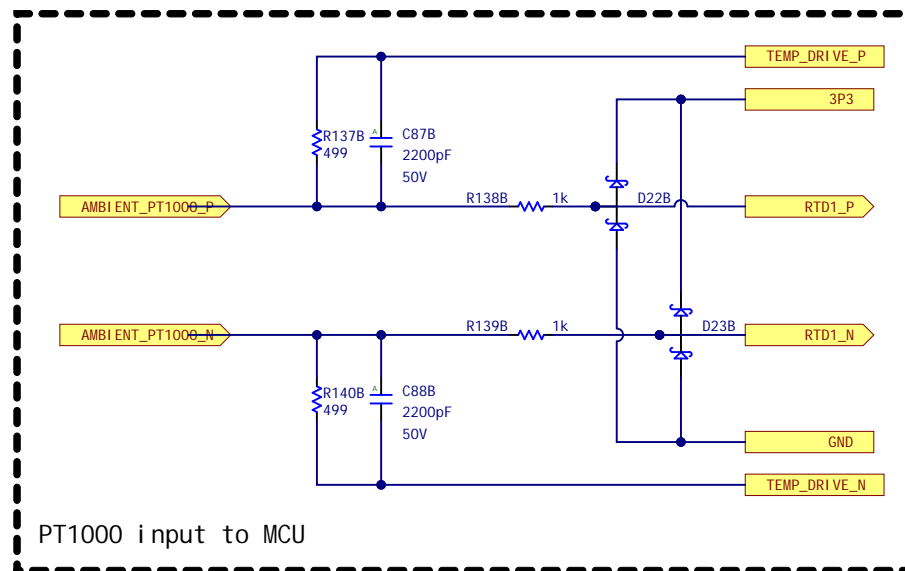 TEMP_DRIVE_P
3P3
R137B
499
A
C87B
2200pF
50V
AMBIENT_PT1000_P
R138B 1k
D22B
RTD1_P
AMBIENT_PT1000_N
R139B 1k
D23B
RTD1_N
R140B
499
A
C88B
2200pF
50V
GND
TEMP_DRIVE_N
PT1000 input to MCU